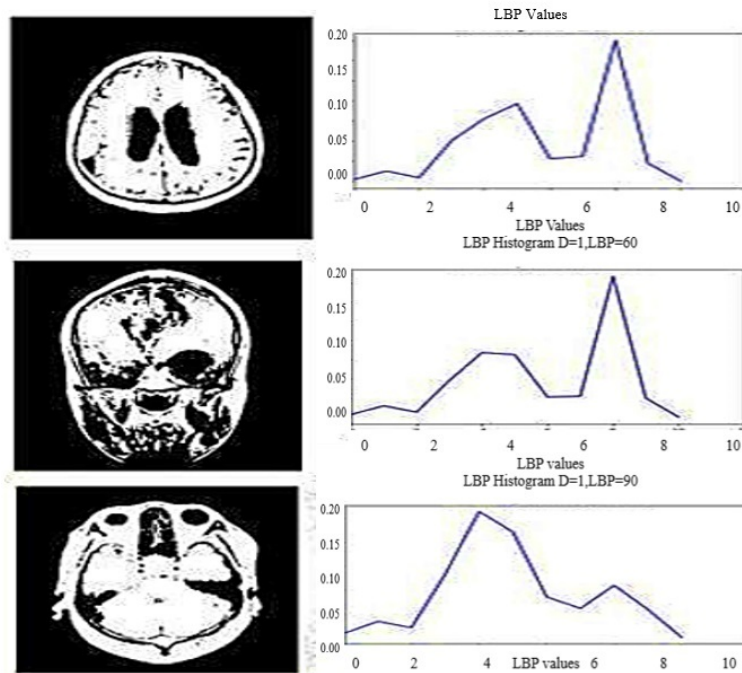 LBP Values
0.20
0.10
0.05
0.00
0 2 4 6 8 10
LBP Values
LBP Histogram D=1,LBP=60
0.20
0.15
0.10
0.05
0.00
0 2 4 6 8 10
LBP values
LBP Histogram D=1,LBP=90
0.20
0.15
0.10
0.05
0.00
0 2 4 LBP values 6 8 10